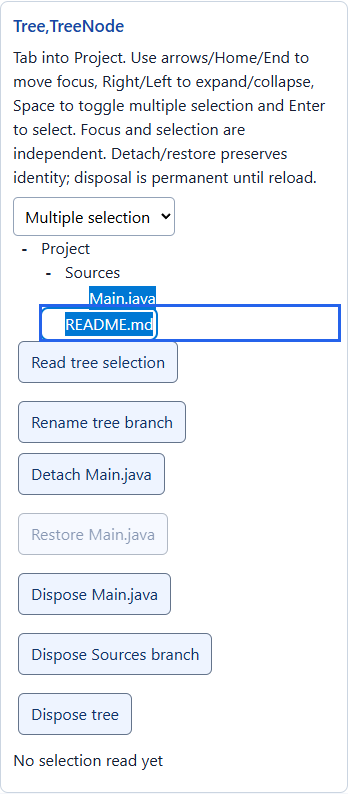 Tree,TreeNode
Tab into Project. Use arrows/Home/End to
move focus, Right/Left to expand/collapse,
Space to toggle multiple selection and Enter
to select. Focus and selection are
independent. Detach/restore preserves
identity; disposal is permanent until reload.
Multiple selection
- Project
- Sources
Main.java
README.md
Read tree selection
Rename tree branch
Detach Main.java
Restore Main.java
Dispose Main.java
Dispose Sources branch
Dispose tree
No selection read yet